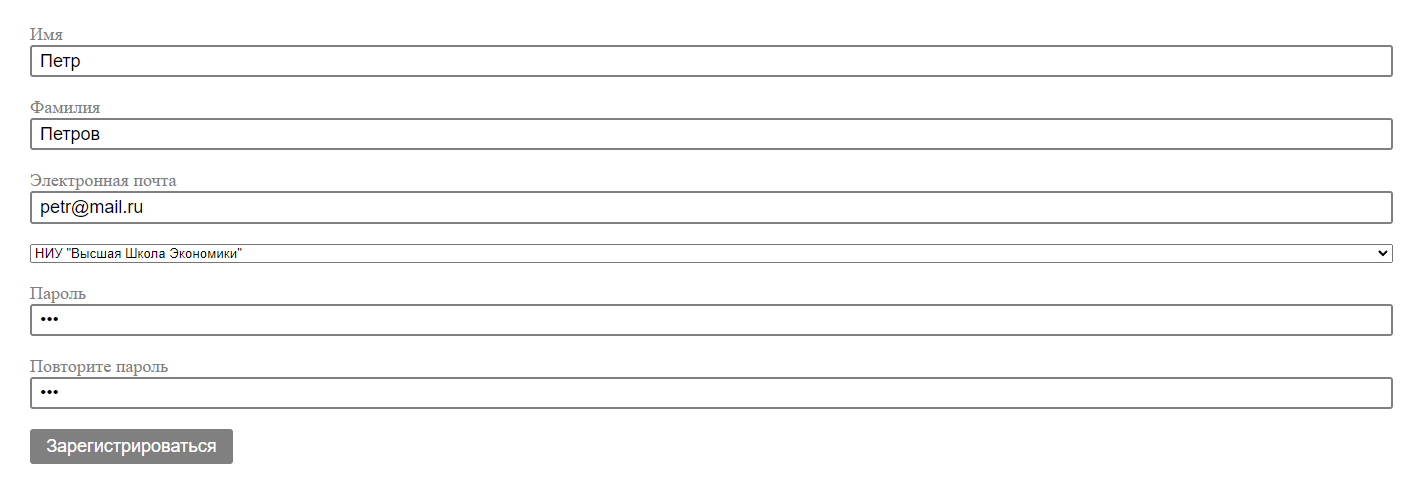 Имя
Петр
Фамилия
Петров
Электронная почта
petr@mail.ru
НИУ "Высшая Школа Экономики"
Пароль
•••
Повторите пароль
•••
Зарегистрироваться